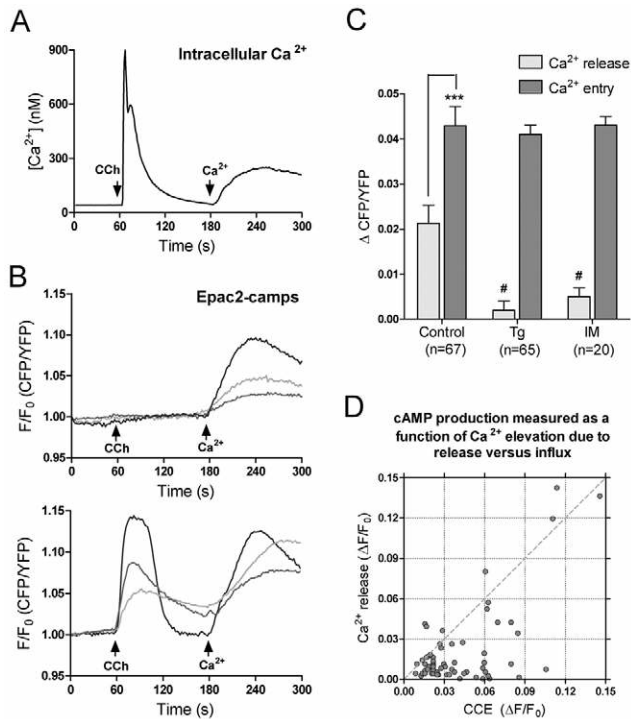 A
Intracellular Ca2+
[Ca2+] (nM)
900
600
300
0
CCh
Ca2+
0
60
120
180
240
300
Time (s)
B
Epac2-camps
F/F0 (CFP/YFP)
1.15
1.10
1.05
1.00
0.95
CCh
Ca2+
0
60
120
180
240
300
Time (s)
F/F0 (CFP/YFP)
1.15
1.10
1.05
1.00
0.95
CCh
Ca2+
0
60
120
180
240
300
Time (s)
C
Ca2+ release
Ca2+ entry
Δ CFP/YFP
0.05
0.04
0.03
0.02
0.01
0.00
***
#
#
Control
Tg
IM
(n=67)
(n=65)
(n=20)
D
cAMP production measured as a
function of Ca2+ elevation due to
release versus influx
Ca2+ release (ΔF/F0)
0.15
0.12
0.09
0.06
0.03
0.00
0.00
0.03
0.06
0.09
0.12
0.15
CCE (ΔF/F0)